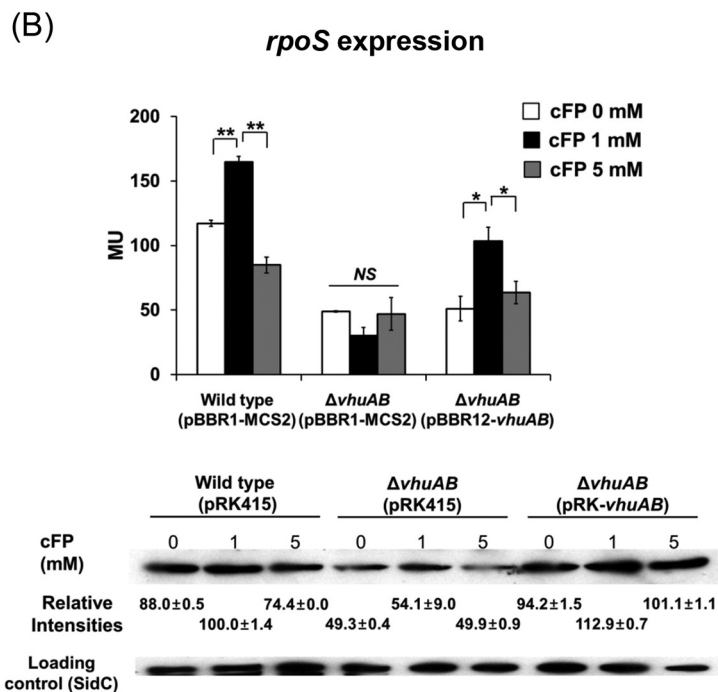 (B)
rpoS expression
cFP 0 mM
cFP 1 mM
cFP 5 mM
MU
200
150
100
50
0
** **
NS
* *
Wild type ΔvhuAB ΔvhuAB
(pBBR1-MCS2) (pBBR1-MCS2) (pBBR12-vhuAB)
Wild type ΔvhuAB ΔvhuAB
(pRK415) (pRK415) (pRK-vhuAB)
cFP (mM) 0 1 5 0 1 5 0 1 5
Relative 88.0±0.5 74.4±0.0 54.1±9.0 94.2±1.5 101.1±1.1
Intensities 100.0±1.4 49.3±0.4 49.9±0.9 112.9±0.7
Loading
control (SidC)